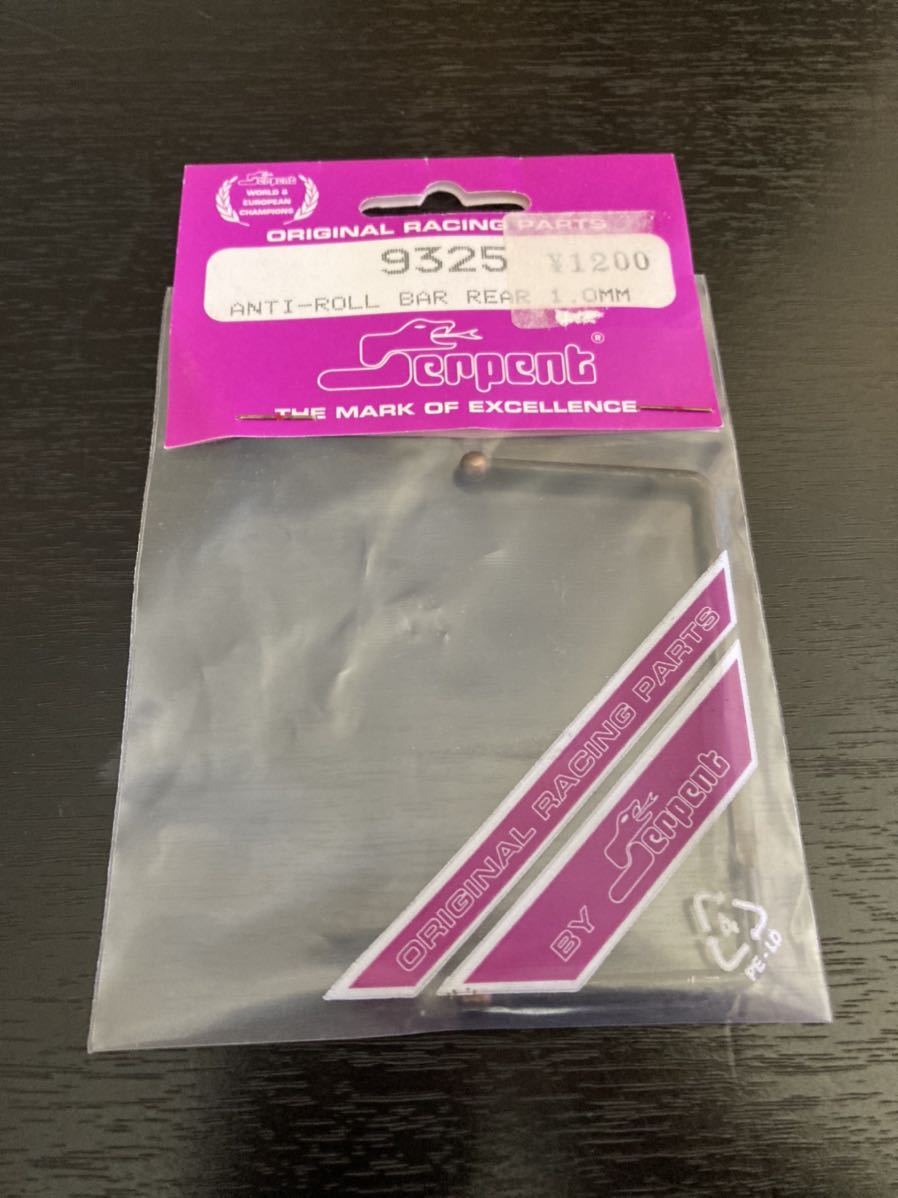 Serpent
WORLD &
EUROPEAN
CHAMPIONS
ORIGINAL RACING PARTS
9325 ¥1200
ANTI-ROLL BAR REAR 1.0MM
Serpent®
THE MARK OF EXCELLENCE
ORIGINAL RACING PARTS
BY Serpent
4
PE-LD